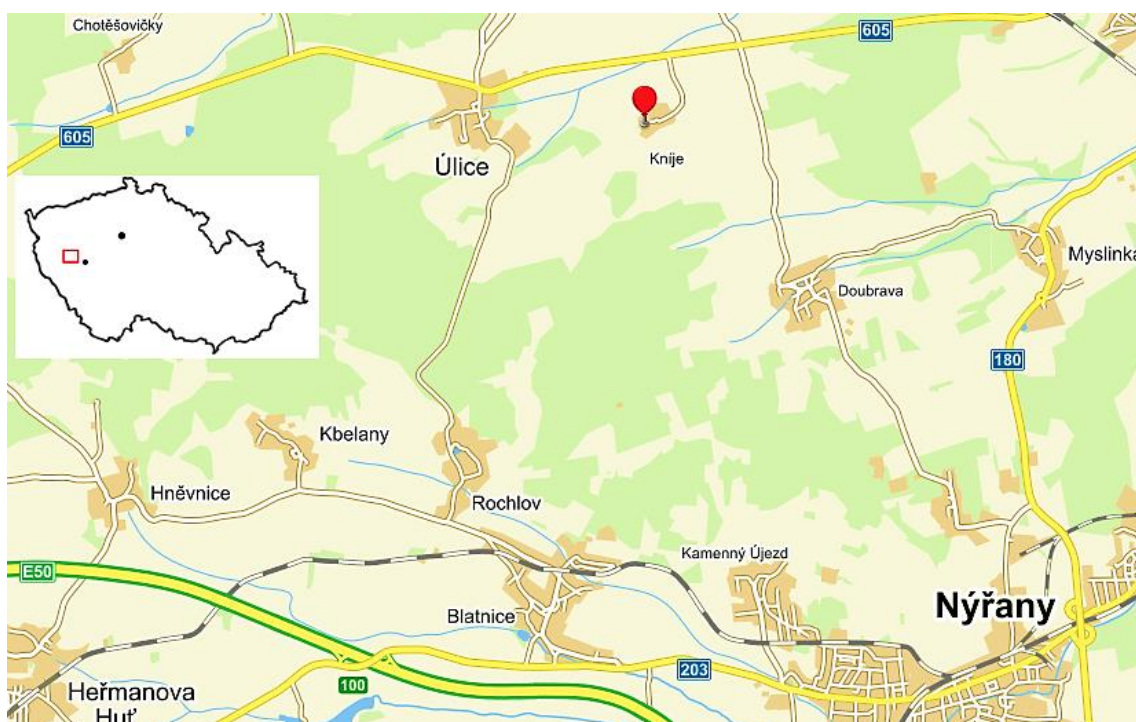 Chotěšovičky
605
605
Úlice
Kníje
Myslinka
Doubrava
180
Kbelany
Hněvnice
Rochlov
Kamenný Újezd
E50
Nýřany
Blatnice
203
100
Heřmanova
Huť